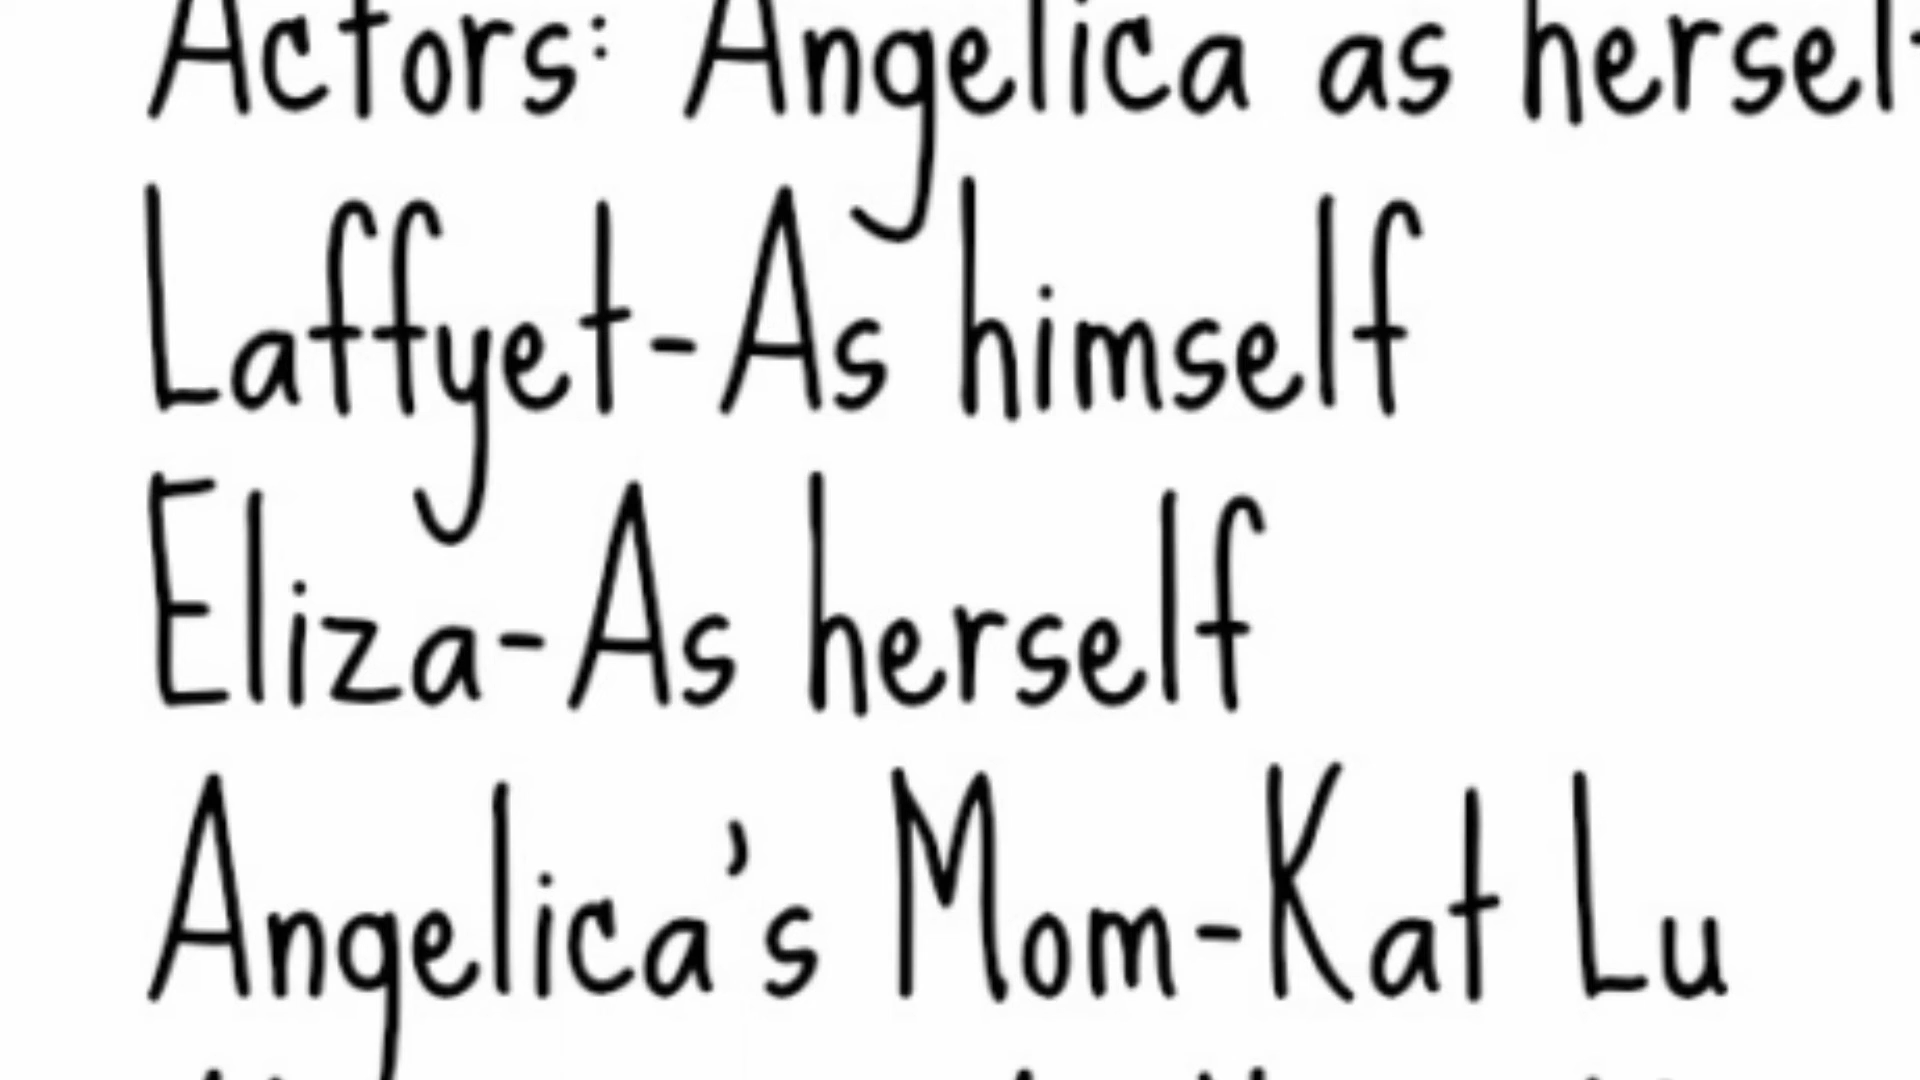 Actors: Angelica as herself
Laffyet-As himself
Eliza-As herself
Angelica's Mom-Kat Lu